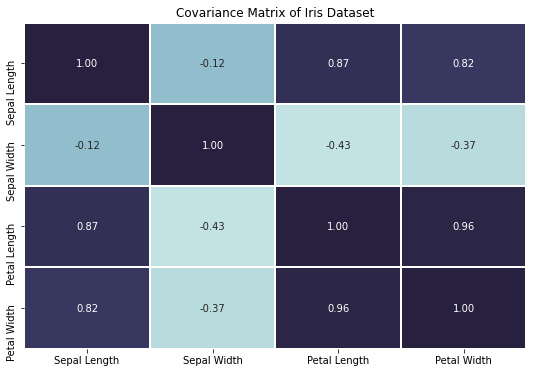 Covariance Matrix of Iris Dataset
Sepal Length
1.00
-0.12
0.87
0.82
Sepal Width
-0.12
1.00
-0.43
-0.37
Petal Length
0.87
-0.43
1.00
0.96
Petal Width
0.82
-0.37
0.96
1.00
Sepal Length
Sepal Width
Petal Length
Petal Width